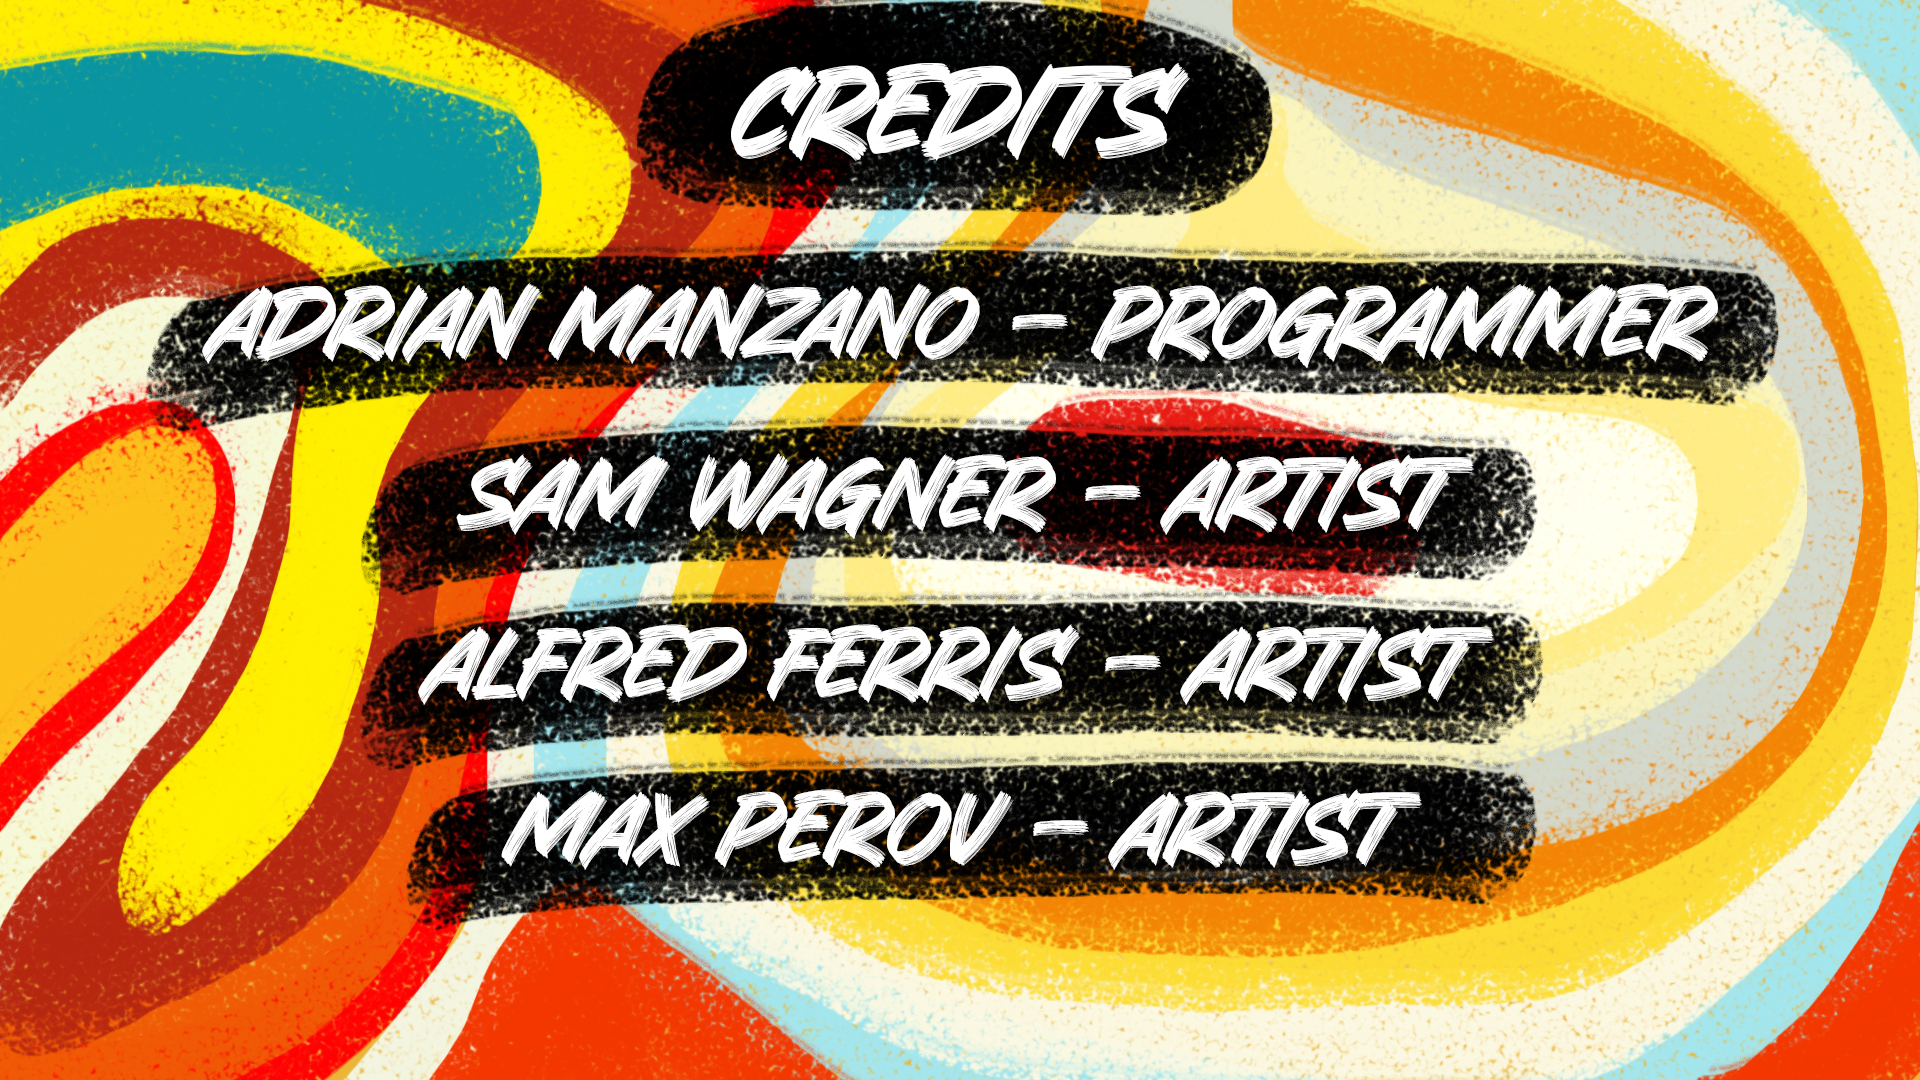 CREDITS
ADRIAN MANZANO - PROGRAMMER
SAM WAGNER - ARTIST
ALFRED FERRIS - ARTIST
MAX PEROV - ARTIST